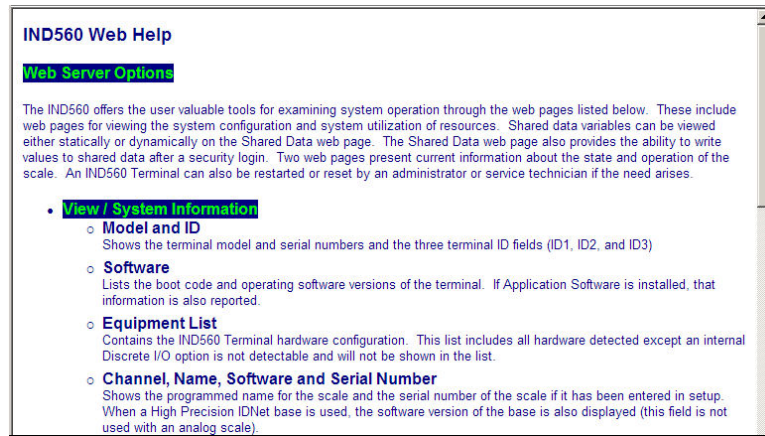 IND560 Web Help
Web Server Options
The IND560 offers the user valuable tools for examining system operation through the web pages listed below. These include
web pages for viewing the system configuration and system utilization of resources. Shared data variables can be viewed
either statically or dynamically on the Shared Data web page. The Shared Data web page also provides the ability to write
values to shared data after a security login. Two web pages present current information about the state and operation of the
scale. An IND560 Terminal can also be restarted or reset by an administrator or service technician if the need arises.
• View / System Information
o Model and ID
Shows the terminal model and serial numbers and the three terminal ID fields (ID1, ID2, and ID3)
o Software
Lists the boot code and operating software versions of the terminal. If Application Software is installed, that
information is also reported.
o Equipment List
Contains the IND560 Terminal hardware configuration. This list includes all hardware detected except an internal
Discrete I/O option is not detectable and will not be shown in the list.
o Channel, Name, Software and Serial Number
Shows the programmed name for the scale and the serial number of the scale if it has been entered in setup.
When a High Precision IDNet base is used, the software version of the base is also displayed (this field is not
used with an analog scale).